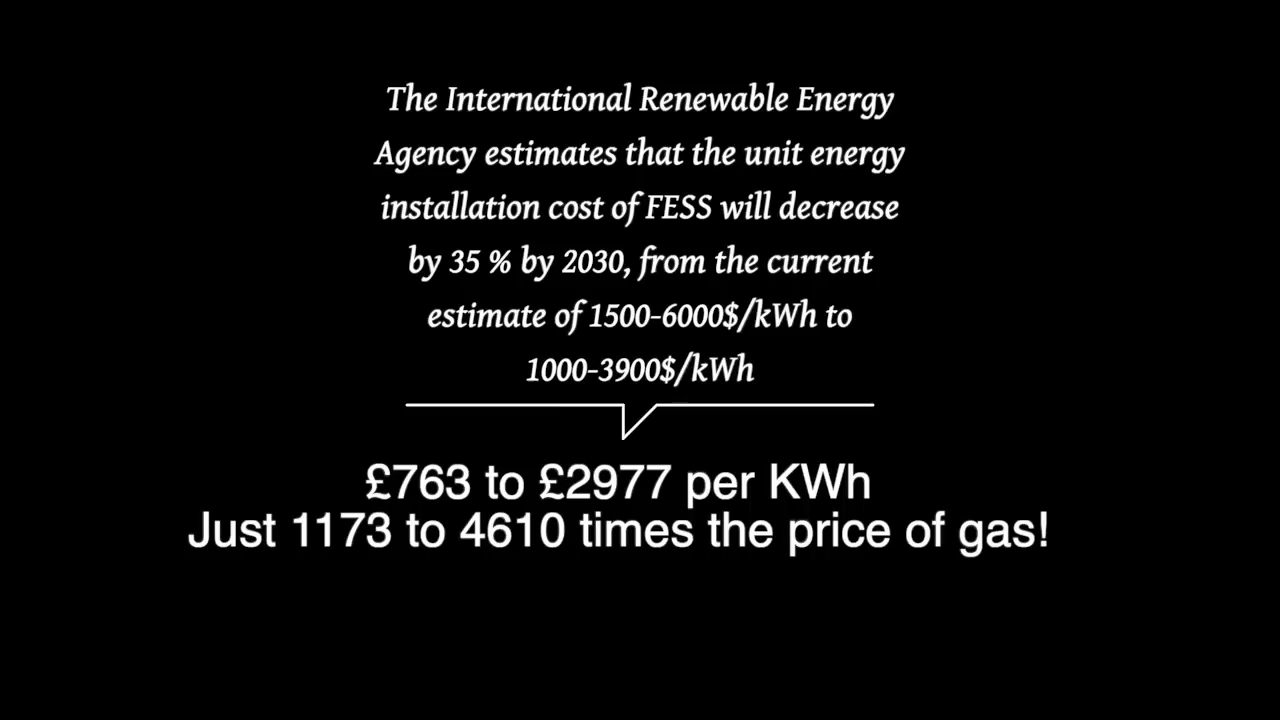 The International Renewable Energy
Agency estimates that the unit energy
installation cost of FESS will decrease
by 35 % by 2030, from the current
estimate of 1500-6000$/kWh to
1000-3900$/kWh
£763 to £2977 per KWh
Just 1173 to 4610 times the price of gas!